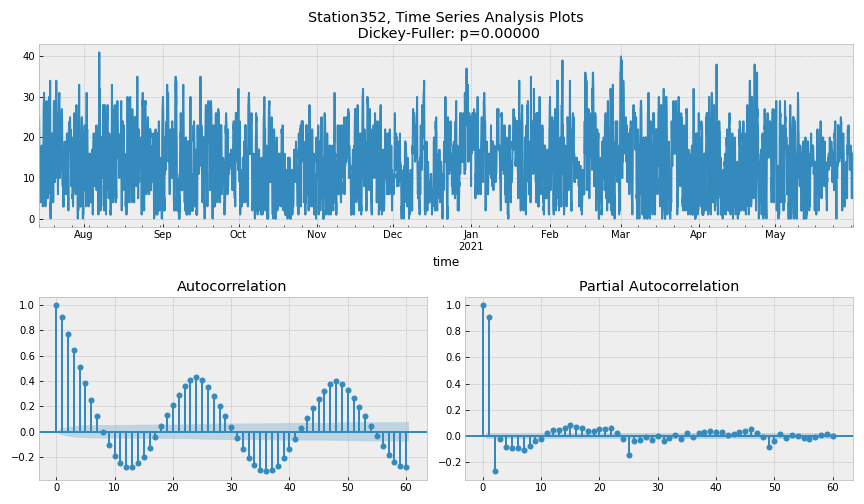 Station352, Time Series Analysis Plots
Dickey-Fuller: p=0.00000
40
30
20
10
0
Aug Sep Oct Nov Dec Jan Feb Mar Apr May
2021
time
Autocorrelation Partial Autocorrelation
1.0 1.0
0.8 0.8
0.6 0.6
0.4 0.4
0.2 0.2
0.0 0.0
−0.2 −0.2
0 10 20 30 40 50 60 0 10 20 30 40 50 60